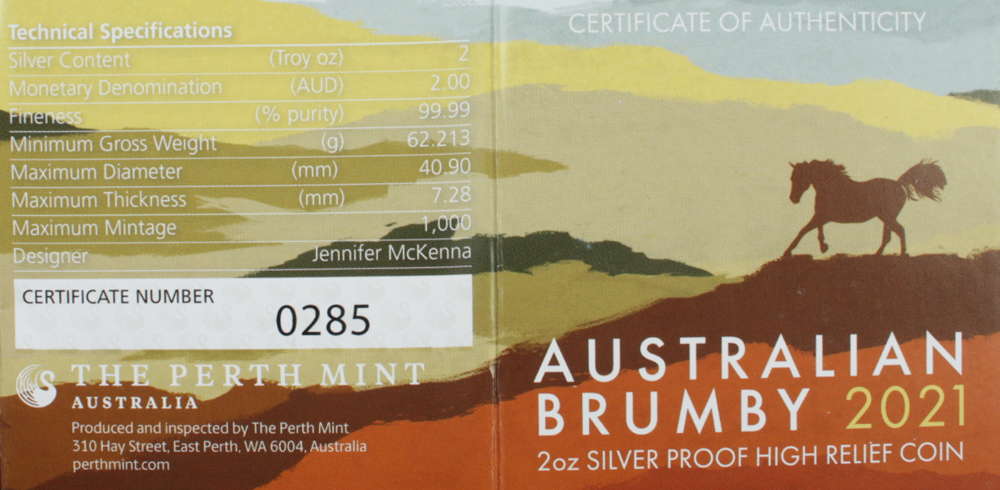 Technical Specifications
Silver Content (Troy oz) 2
Monetary Denomination (AUD) 2.00
Fineness (% purity) 99.99
Minimum Gross Weight (g) 62.213
Maximum Diameter (mm) 40.90
Maximum Thickness (mm) 7.28
Maximum Mintage 1,000
Designer Jennifer McKenna
CERTIFICATE NUMBER
0285
THE PERTH MINT
AUSTRALIA
Produced and inspected by The Perth Mint
310 Hay Street, East Perth, WA 6004, Australia
perthmint.com
CERTIFICATE OF AUTHENTICITY
AUSTRALIAN
BRUMBY 2021
2oz SILVER PROOF HIGH RELIEF COIN